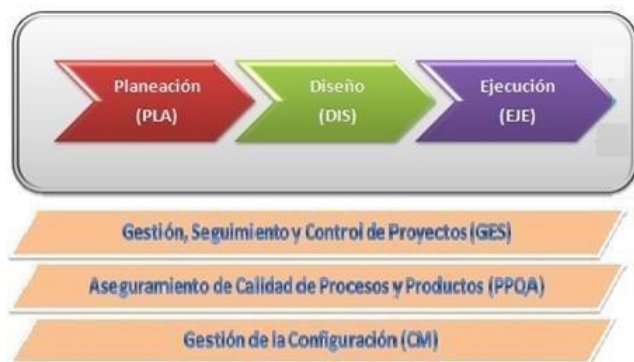 Planeación
(PLA)
Diseño
(DIS)
Ejecución
(EJE)
Gestión, Seguimiento y Control de Proyectos (GES)
Aseguramiento de Calidad de Procesos y Productos (PPQA)
Gestión de la Configuración (CM)